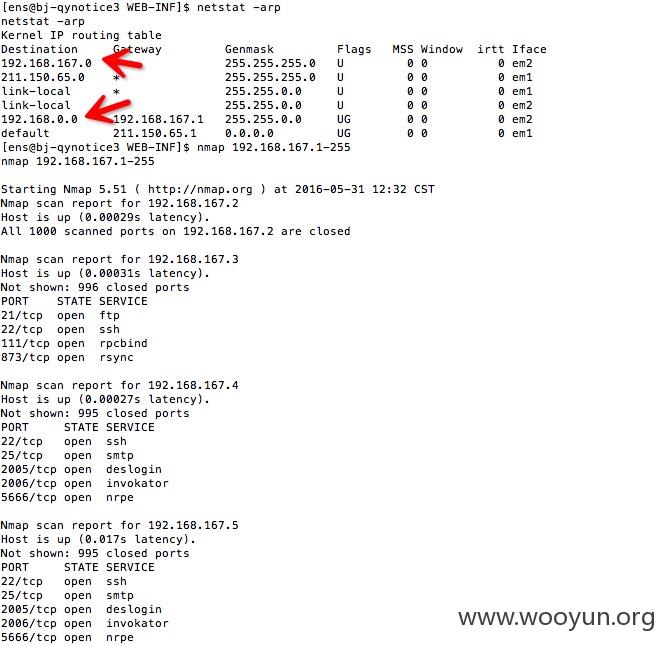 [ens@bj-qynotice3 WEB-INF]$ netstat -arp
netstat -arp
Kernel IP routing table
Destination Gateway Genmask Flags MSS Window irtt Iface
192.168.167.0 255.255.255.0 U 0 0 0 em2
211.150.65.0 * 255.255.255.0 U 0 0 0 em1
link-local * 255.255.0.0 U 0 0 0 em1
link-local 255.255.0.0 U 0 0 0 em2
192.168.0.0 192.168.167.1 255.255.0.0 UG 0 0 0 em2
default 211.150.65.1 0.0.0.0 UG 0 0 0 em1
[ens@bj-qynotice3 WEB-INF]$ nmap 192.168.167.1-255
nmap 192.168.167.1-255
Starting Nmap 5.51 ( http://nmap.org ) at 2016-05-31 12:32 CST
Nmap scan report for 192.168.167.2
Host is up (0.00029s latency).
All 1000 scanned ports on 192.168.167.2 are closed
Nmap scan report for 192.168.167.3
Host is up (0.00031s latency).
Not shown: 996 closed ports
PORT STATE SERVICE
21/tcp open ftp
22/tcp open ssh
111/tcp open rpcbind
873/tcp open rsync
Nmap scan report for 192.168.167.4
Host is up (0.00027s latency).
Not shown: 995 closed ports
PORT STATE SERVICE
22/tcp open ssh
25/tcp open smtp
2005/tcp open deslogin
2006/tcp open invokator
5666/tcp open nrpe
Nmap scan report for 192.168.167.5
Host is up (0.017s latency).
Not shown: 995 closed ports
PORT STATE SERVICE
22/tcp open ssh
25/tcp open smtp
2005/tcp open deslogin
2006/tcp open invokator
5666/tcp open nrpe
www.wooyun.org